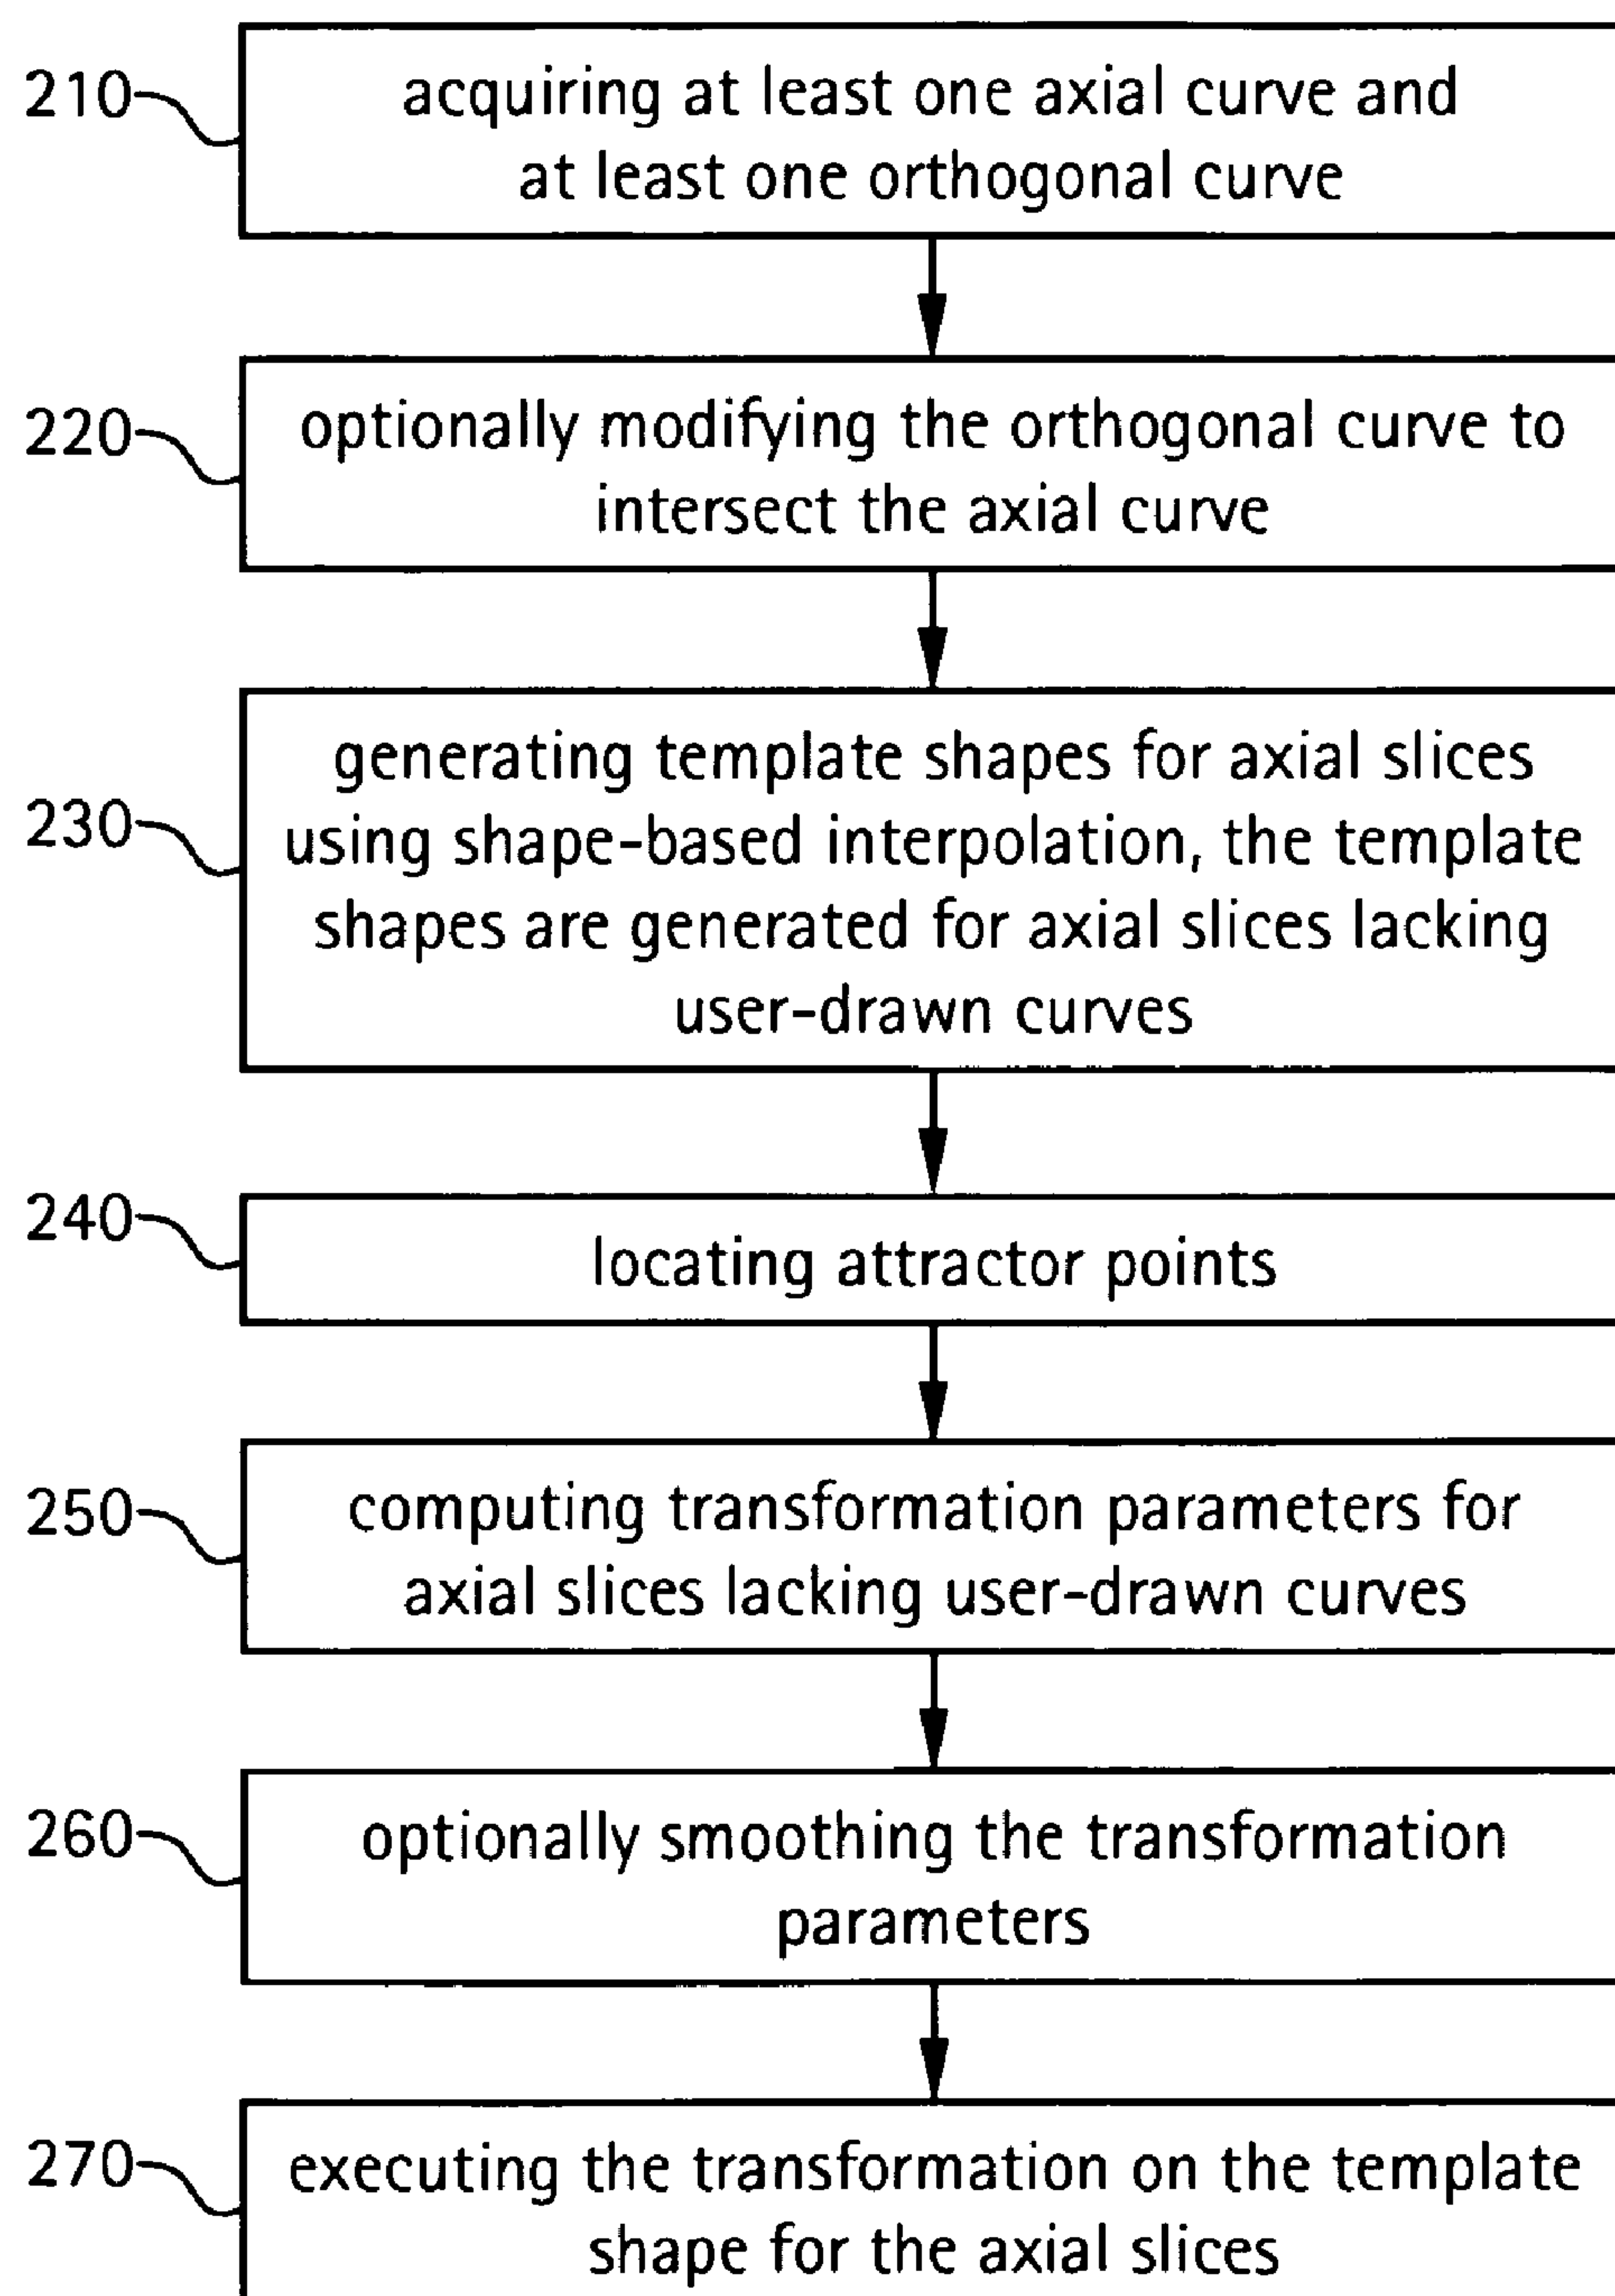 210
acquiring at least one axial curve and
at least one orthogonal curve
220
optionally modifying the orthogonal curve to
intersect the axial curve
230
generating template shapes for axial slices
using shape-based interpolation, the template
shapes are generated for axial slices lacking
user-drawn curves
240
locating attractor points
250
computing transformation parameters for
axial slices lacking user-drawn curves
260
optionally smoothing the transformation
parameters
270
executing the transformation on the template
shape for the axial slices